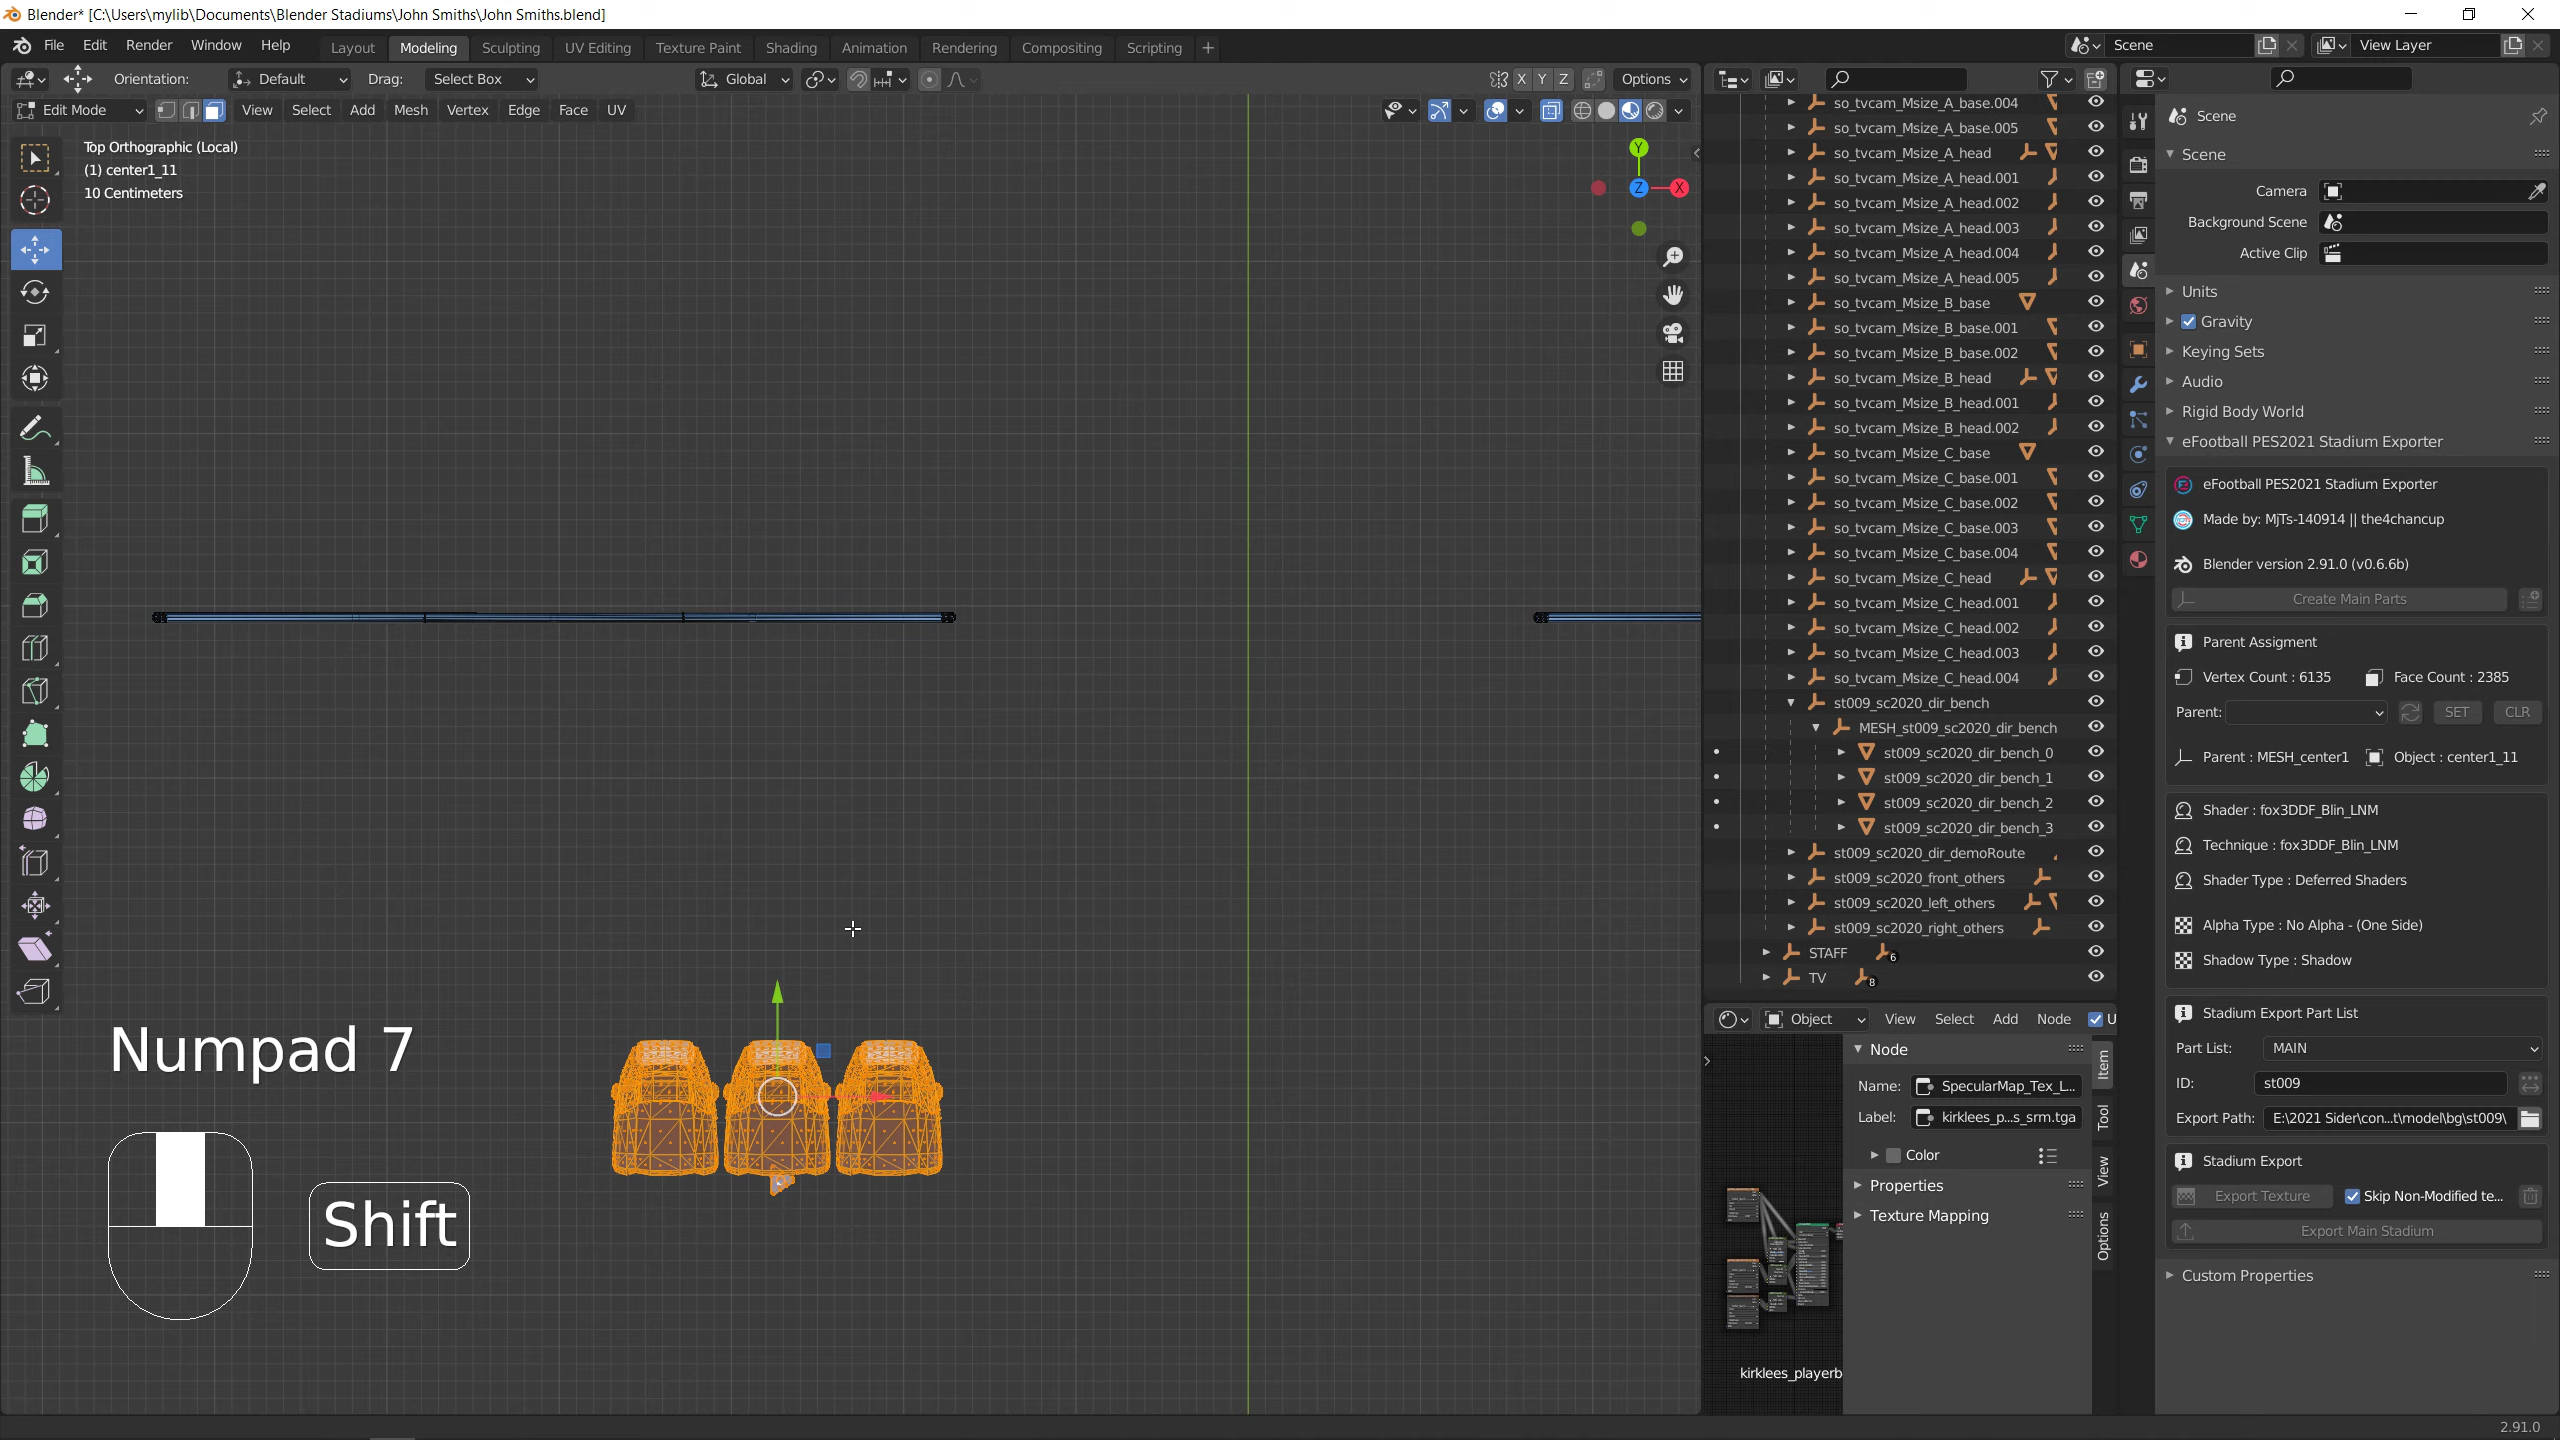 Blender* [C:\Users\mylib\Documents\Blender Stadiums\John Smiths\John Smiths.blend]
File Edit Render Window Help Layout Modeling Sculpting UV Editing Texture Paint Shading Animation Rendering Compositing Scripting + Scene View Layer
Orientation: Default Drag: Select Box Global X Y Z Options
Edit Mode View Select Add Mesh Vertex Edge Face UV
Top Orthographic (Local)
(1) center1_11
10 Centimeters
Y
Z X
Numpad 7
Shift
so_tvcam_Msize_A_base.004
so_tvcam_Msize_A_base.005
so_tvcam_Msize_A_head
so_tvcam_Msize_A_head.001
so_tvcam_Msize_A_head.002
so_tvcam_Msize_A_head.003
so_tvcam_Msize_A_head.004
so_tvcam_Msize_A_head.005
so_tvcam_Msize_B_base
so_tvcam_Msize_B_base.001
so_tvcam_Msize_B_base.002
so_tvcam_Msize_B_head
so_tvcam_Msize_B_head.001
so_tvcam_Msize_B_head.002
so_tvcam_Msize_C_base
so_tvcam_Msize_C_base.001
so_tvcam_Msize_C_base.002
so_tvcam_Msize_C_base.003
so_tvcam_Msize_C_base.004
so_tvcam_Msize_C_head
so_tvcam_Msize_C_head.001
so_tvcam_Msize_C_head.002
so_tvcam_Msize_C_head.003
so_tvcam_Msize_C_head.004
st009_sc2020_dir_bench
MESH_st009_sc2020_dir_bench
st009_sc2020_dir_bench_0
st009_sc2020_dir_bench_1
st009_sc2020_dir_bench_2
st009_sc2020_dir_bench_3
st009_sc2020_dir_demoRoute
st009_sc2020_front_others
st009_sc2020_left_others
st009_sc2020_right_others
STAFF 6
TV 8
Object View Select Add Node U
Node
Name: SpecularMap_Tex_L...
Label: kirklees_p...s_srm.tga
Color
Properties
Texture Mapping
Item
Tool
View
Options
kirklees_playerb
Scene
Scene
Camera
Background Scene
Active Clip
Units
Gravity
Keying Sets
Audio
Rigid Body World
eFootball PES2021 Stadium Exporter
eFootball PES2021 Stadium Exporter
Made by: MjTs-140914 || the4chancup
Blender version 2.91.0 (v0.6.6b)
Create Main Parts
Parent Assigment
Vertex Count : 6135 Face Count : 2385
Parent: SET CLR
Parent : MESH_center1 Object : center1_11
Shader : fox3DDF_Blin_LNM
Technique : fox3DDF_Blin_LNM
Shader Type : Deferred Shaders
Alpha Type : No Alpha - (One Side)
Shadow Type : Shadow
Stadium Export Part List
Part List: MAIN
ID: st009
Export Path: E:\2021 Sider\con...t\model\bg\st009\
Stadium Export
Export Texture Skip Non-Modified te...
Export Main Stadium
Custom Properties
2.91.0